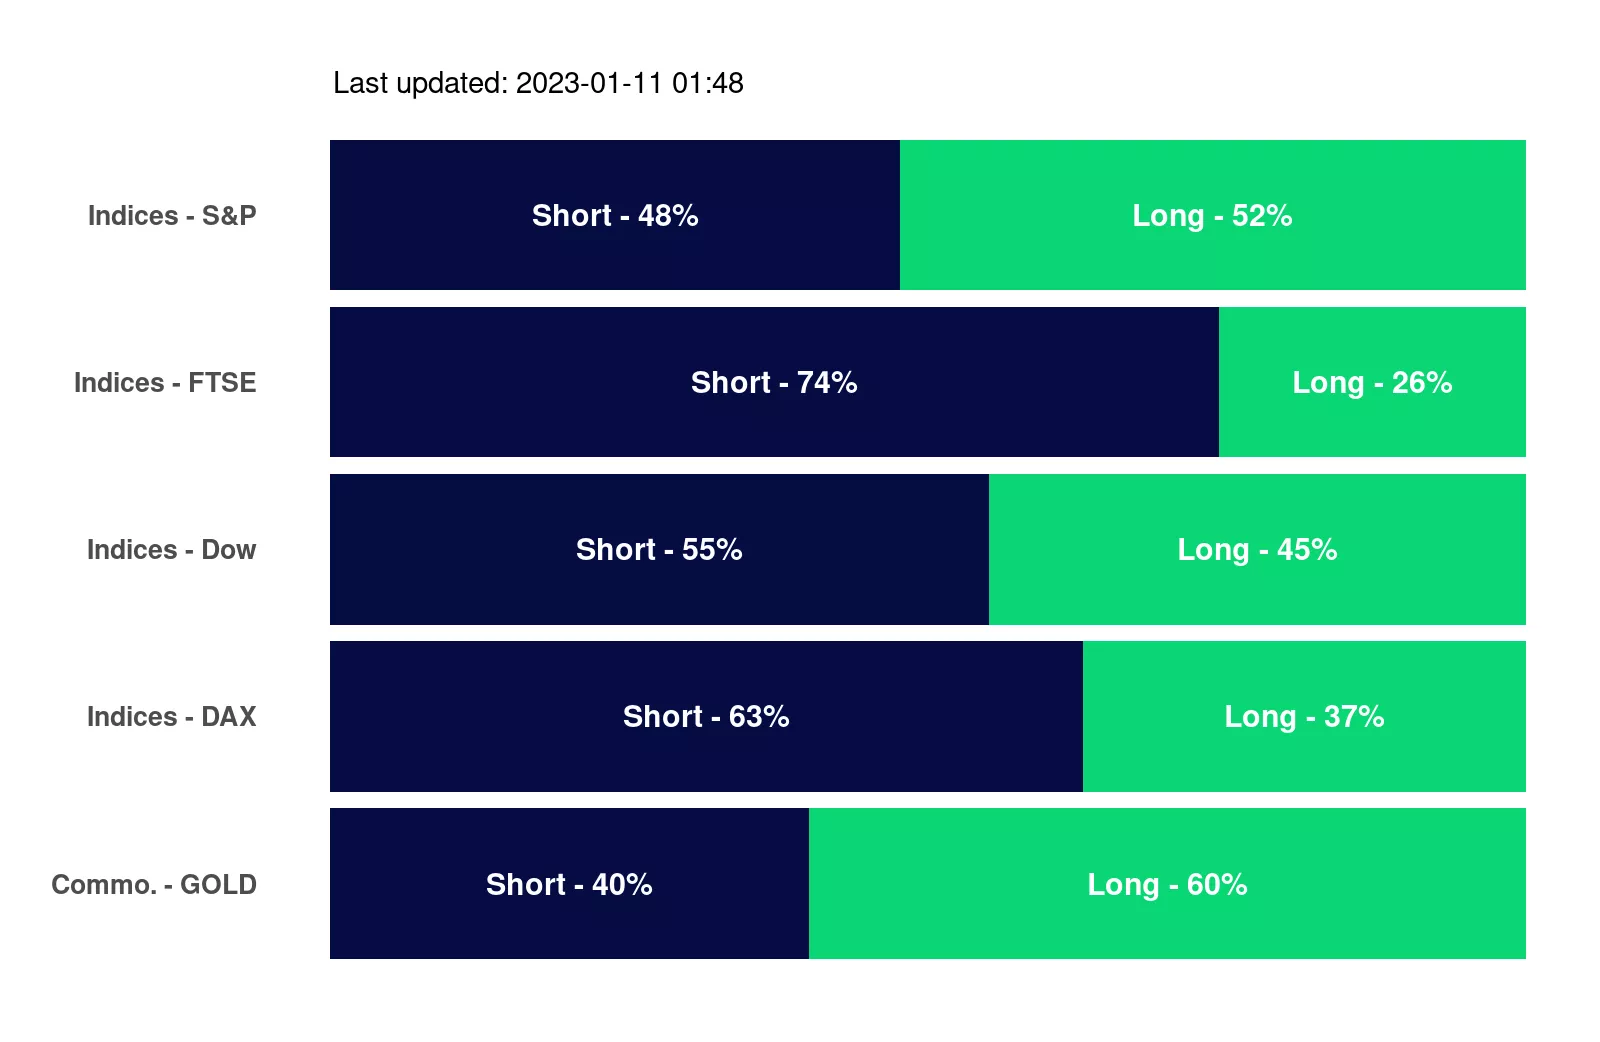 Last updated: 2023-01-11 01:48
Indices - S&P Short - 48% Long - 52%
Indices - FTSE Short - 74% Long - 26%
Indices - Dow Short - 55% Long - 45%
Indices - DAX Short - 63% Long - 37%
Commo. - GOLD Short - 40% Long - 60%